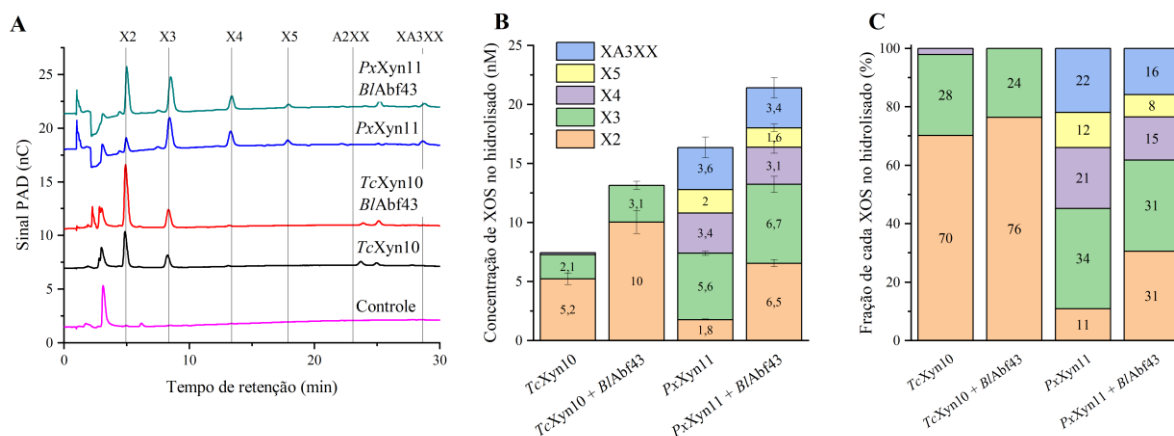 A
X2 X3 X4 X5 A2XX XA3XX
PxXyn11
BlAbf43
PxXyn11
TcXyn10
BlAbf43
TcXyn10
Controle
Sinal PAD (nC)
25
20
15
10
5
0
0 10 20 30
Tempo de retenção (min)
B
Concentração de XOS no hidrolisado (nM)
25
20
15
10
5
0
XA3XX
X5
X4
X3
X2
2,1
5,2
3,1
10
3,6
2
3,4
5,6
1,8
3,4
1,6
3,1
6,7
6,5
TcXyn10
TcXyn10 + BlAbf43
PxXyn11
PxXyn11 + BlAbf43
C
Fração de cada XOS no hidrolisado (%)
100
80
60
40
20
0
28
70
24
76
22
12
21
34
11
16
8
15
31
31
TcXyn10
TcXyn10 + BlAbf43
PxXyn11
PxXyn11 + BlAbf43